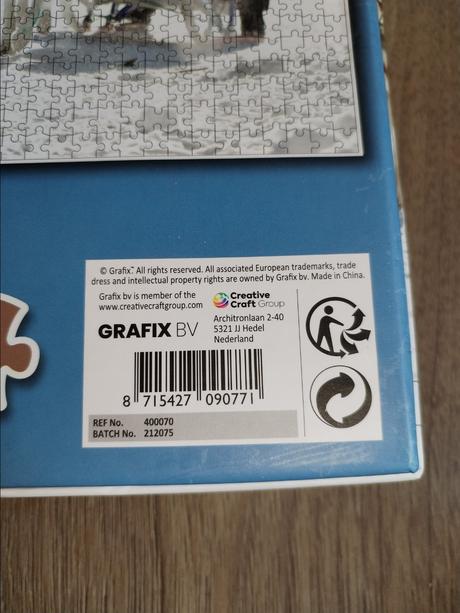 © Grafix. All rights reserved. All associated European trademarks, trade
dress and intellectual property rights are owned by Grafix bv. Made in China.
Grafix bv is member of the
www.creativecraftgroup.com
Creative
Craft Group
GRAFIX BV
Architronlaan 2-40
5321 JJ Hedel
Nederland
8 715427 090771
REF No. 400070
BATCH No. 212075